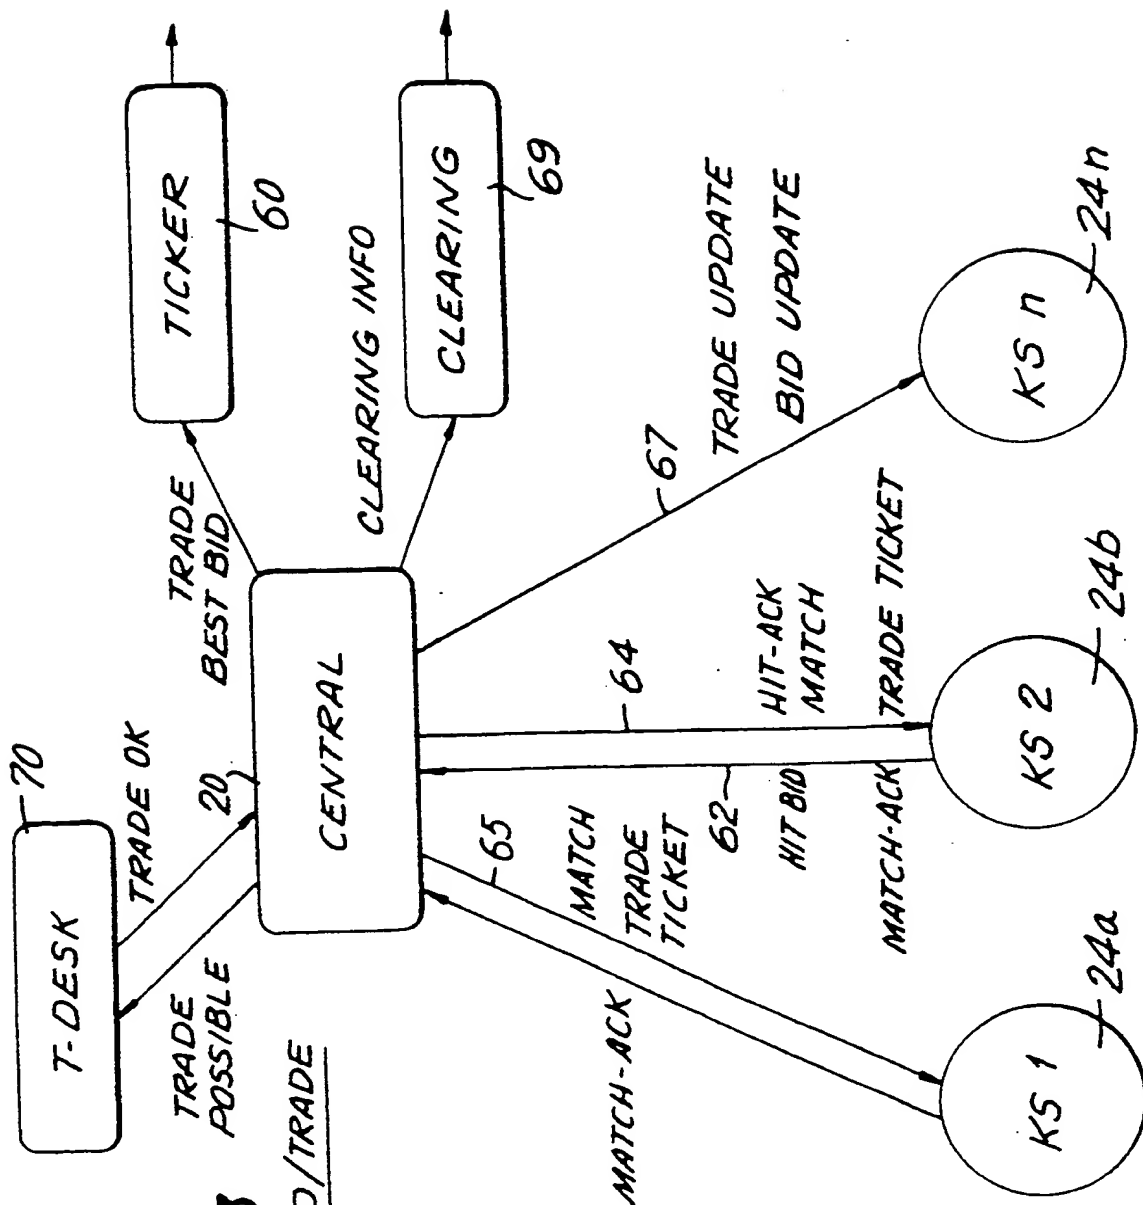 70
T-DESK
TRADE OK
TRADE
POSSIBLE
20
CENTRAL
TRADE
BEST BID
TICKER
60
CLEARING INFO
CLEARING
69
/TRADE
65
MATCH
TRADE
TICKET
MATCH-ACK
62
HIT BID
MATCH-ACK
64
HIT-ACK
MATCH
TRADE TICKET
67
TRADE UPDATE
BID UPDATE
KS 1
24a
KS 2
24b
KS n
24n